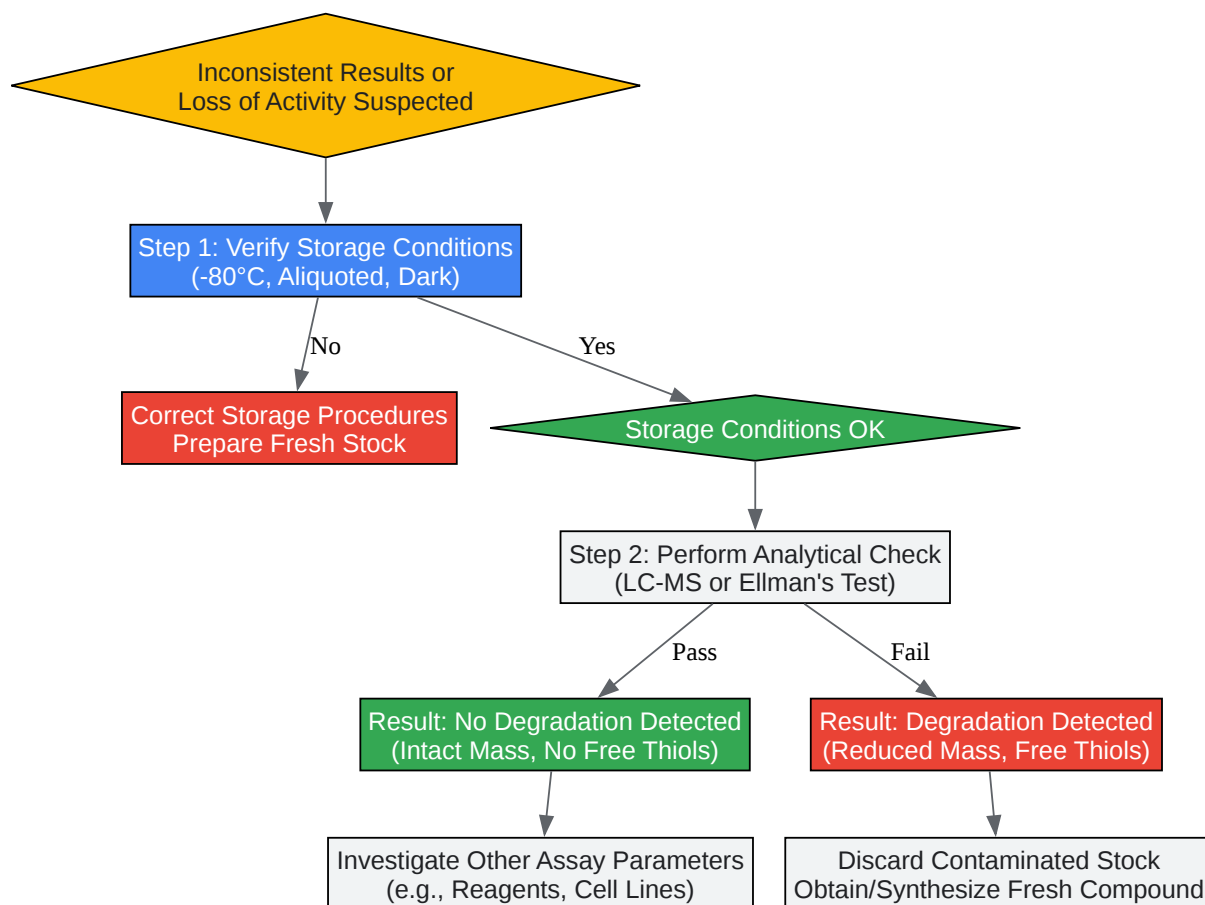 Inconsistent Results or
Loss of Activity Suspected
Step 1: Verify Storage Conditions
(-80°C, Aliquoted, Dark)
No
Yes
Correct Storage Procedures
Prepare Fresh Stock
Storage Conditions OK
Step 2: Perform Analytical Check
(LC-MS or Ellman's Test)
Pass
Fail
Result: No Degradation Detected
(Intact Mass, No Free Thiols)
Result: Degradation Detected
(Reduced Mass, Free Thiols)
Investigate Other Assay Parameters
(e.g., Reagents, Cell Lines)
Discard Contaminated Stock
Obtain/Synthesize Fresh Compound